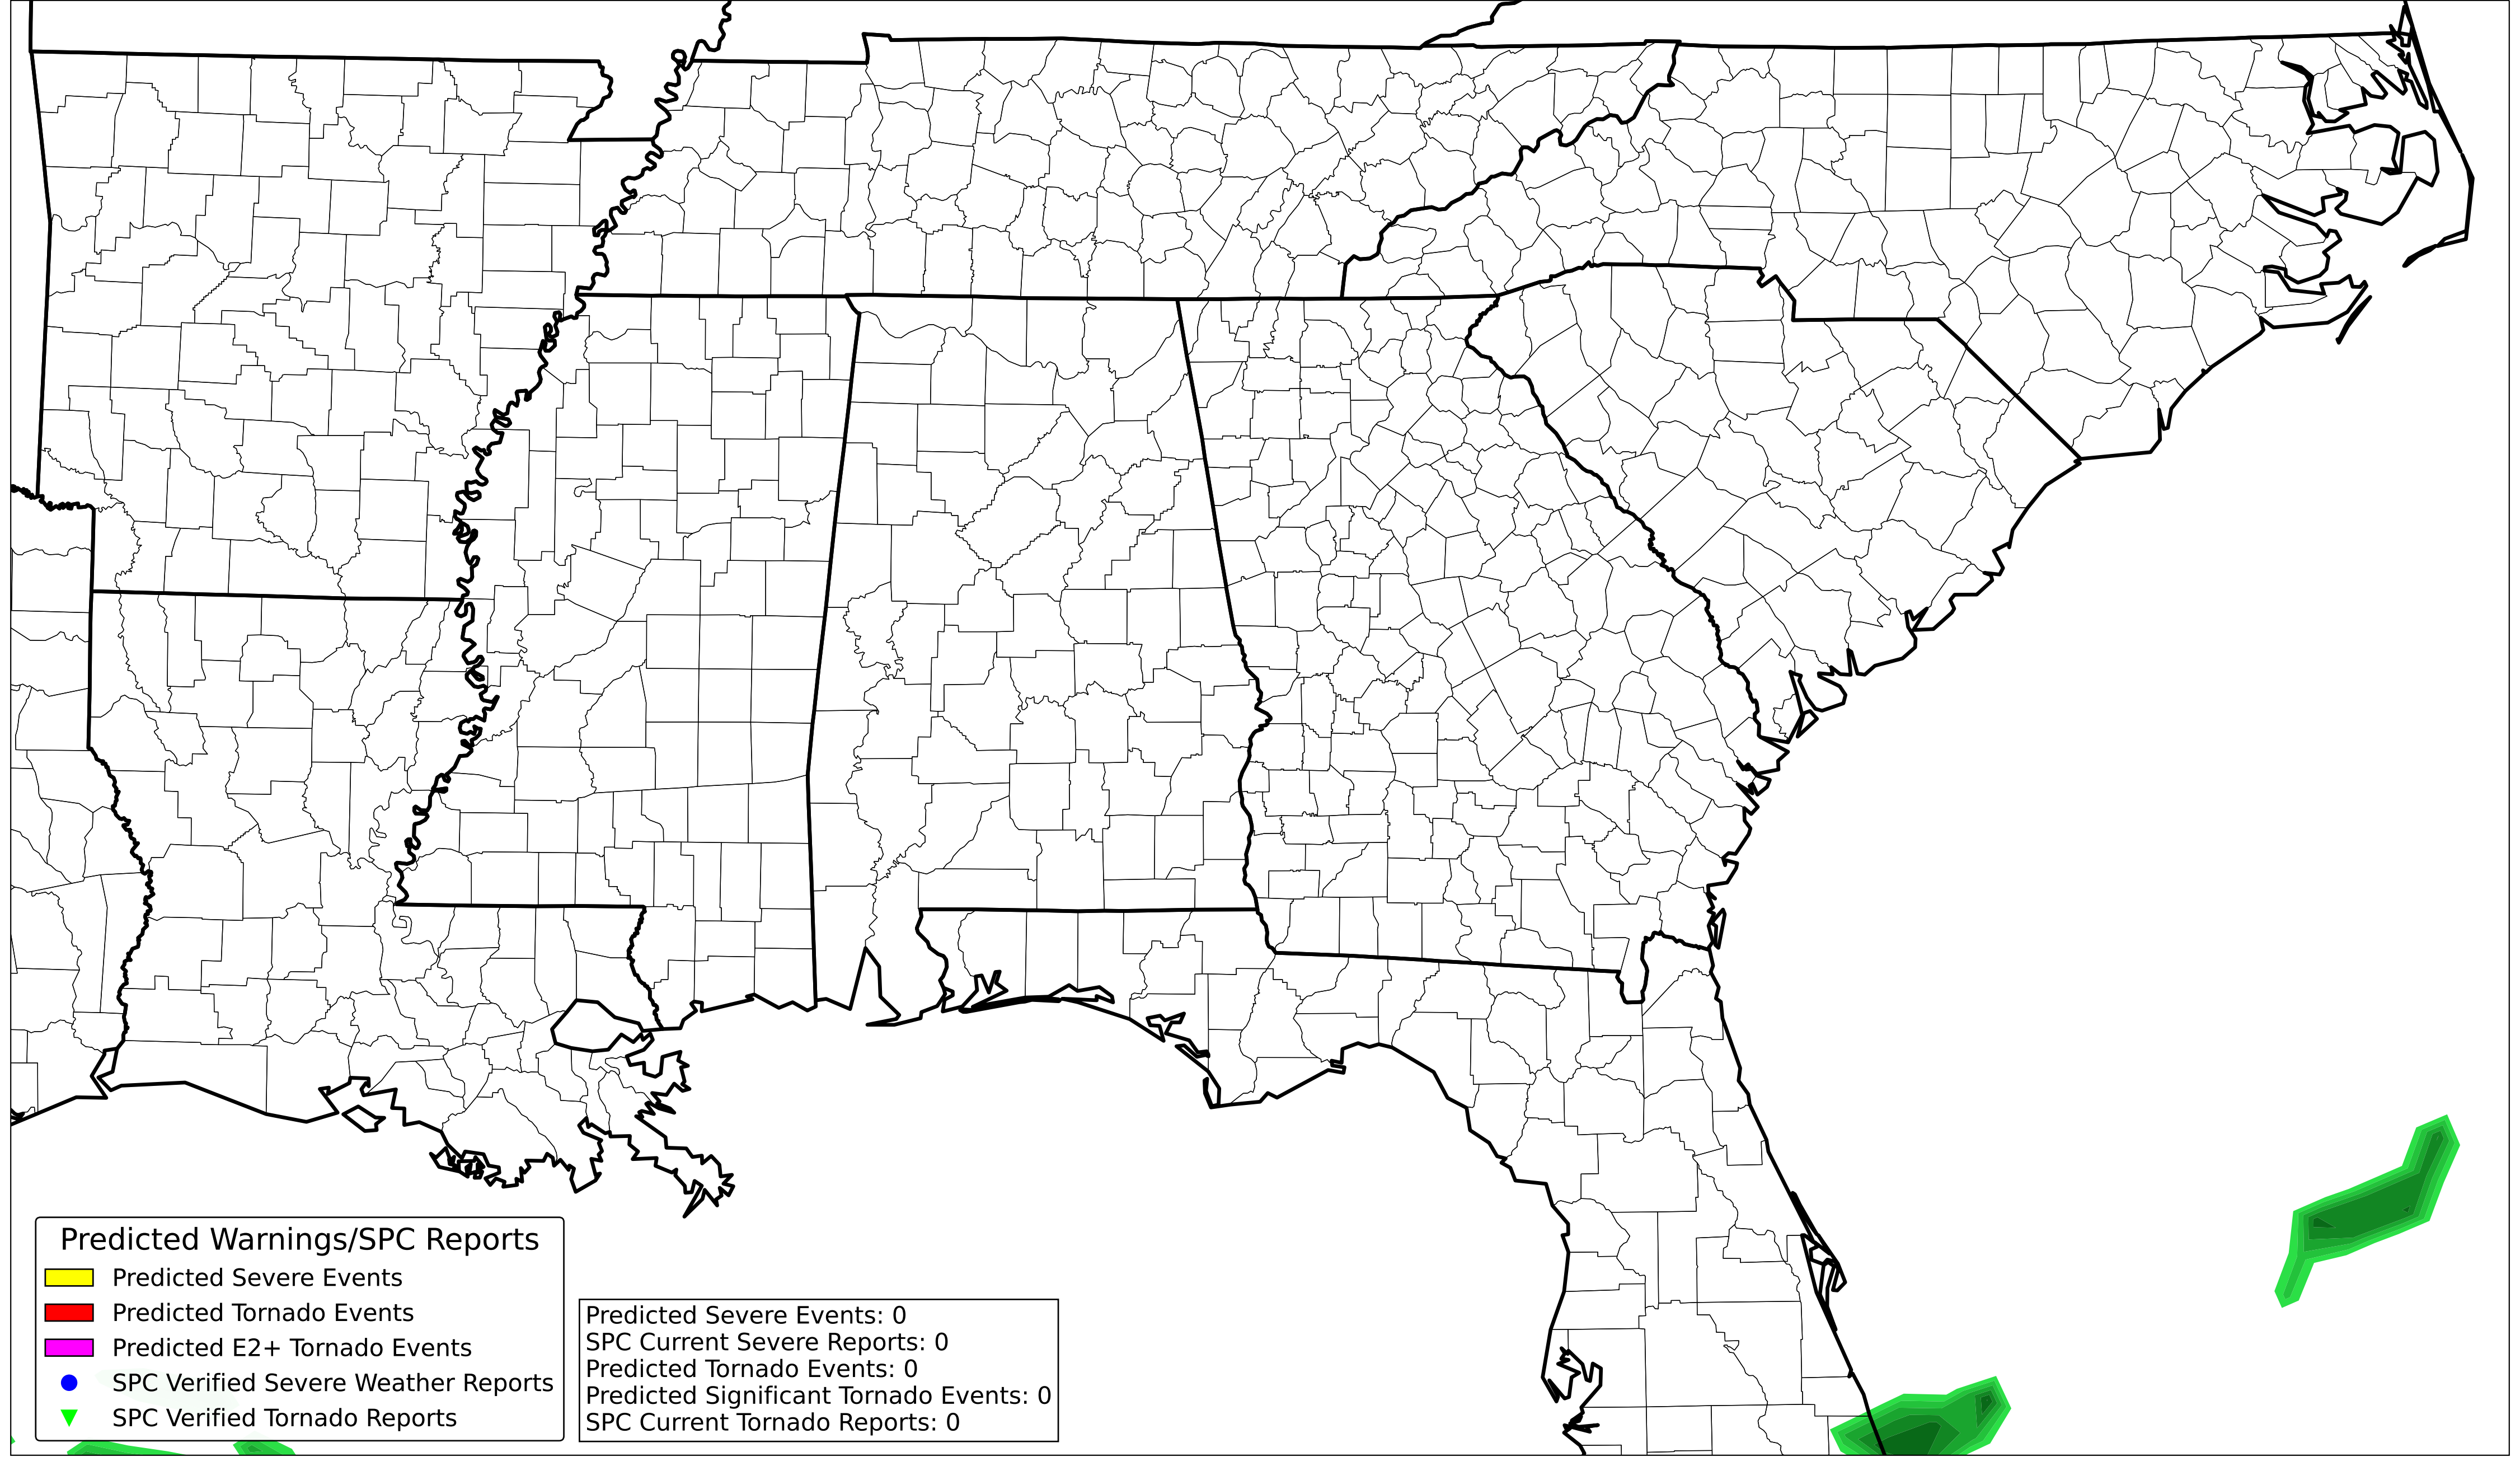 Predicted Warnings/SPC Reports
Predicted Severe Events
Predicted Tornado Events
Predicted E2+ Tornado Events
SPC Verified Severe Weather Reports
SPC Verified Tornado Reports
Predicted Severe Events: 0
SPC Current Severe Reports: 0
Predicted Tornado Events: 0
Predicted Significant Tornado Events: 0
SPC Current Tornado Reports: 0